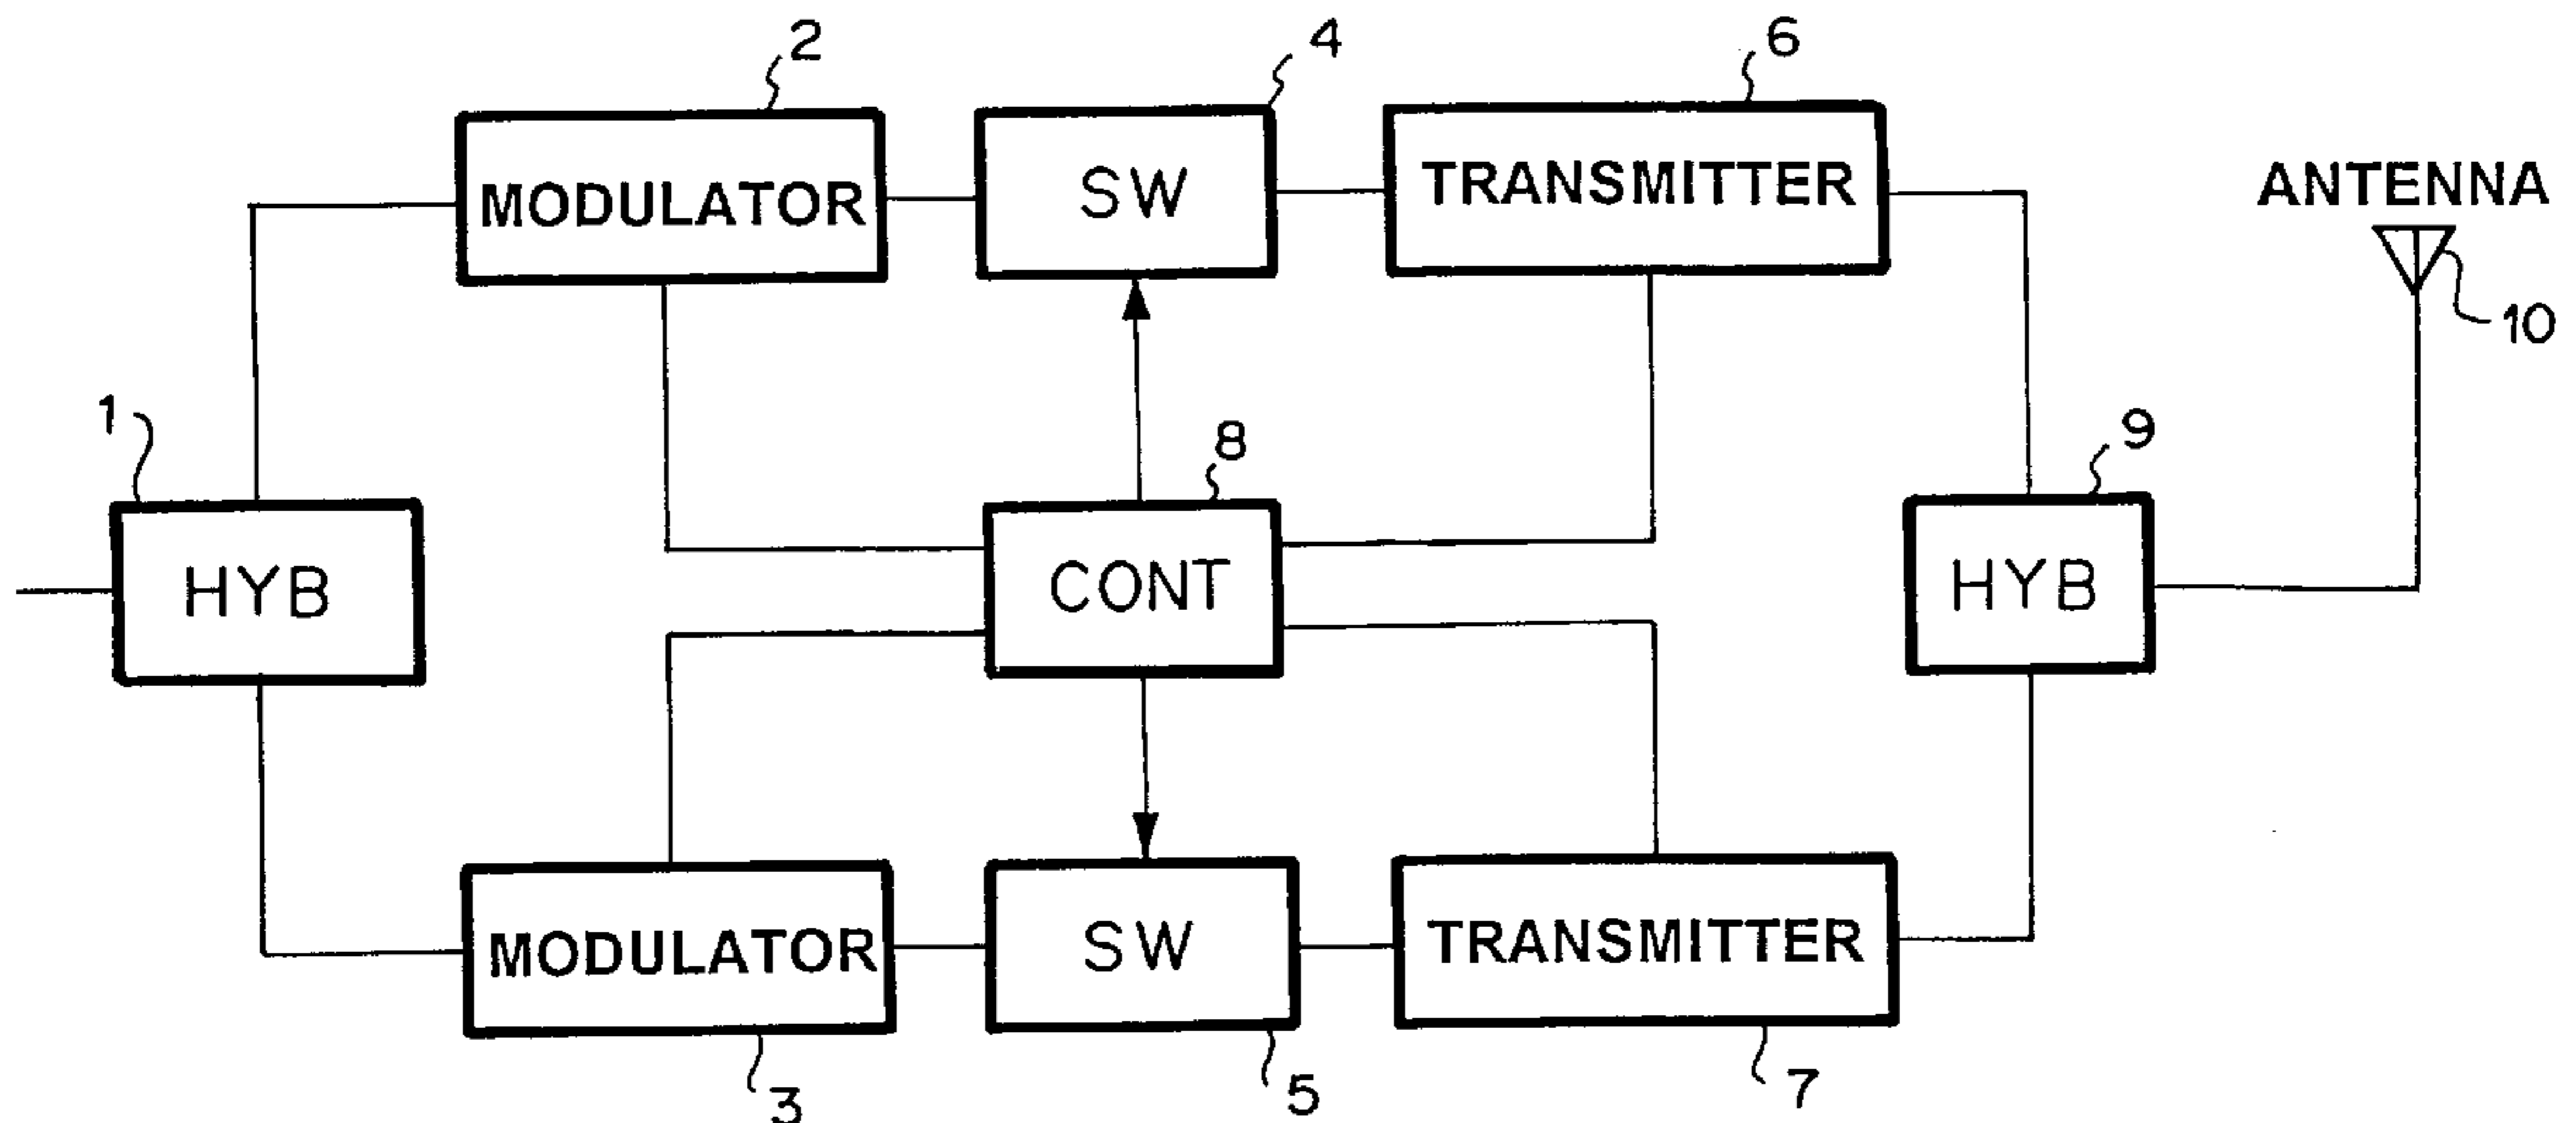 2
4
6
MODULATOR
SW
TRANSMITTER
ANTENNA
10
1
8
9
HYB
CONT
HYB
MODULATOR
SW
TRANSMITTER
3
5
7